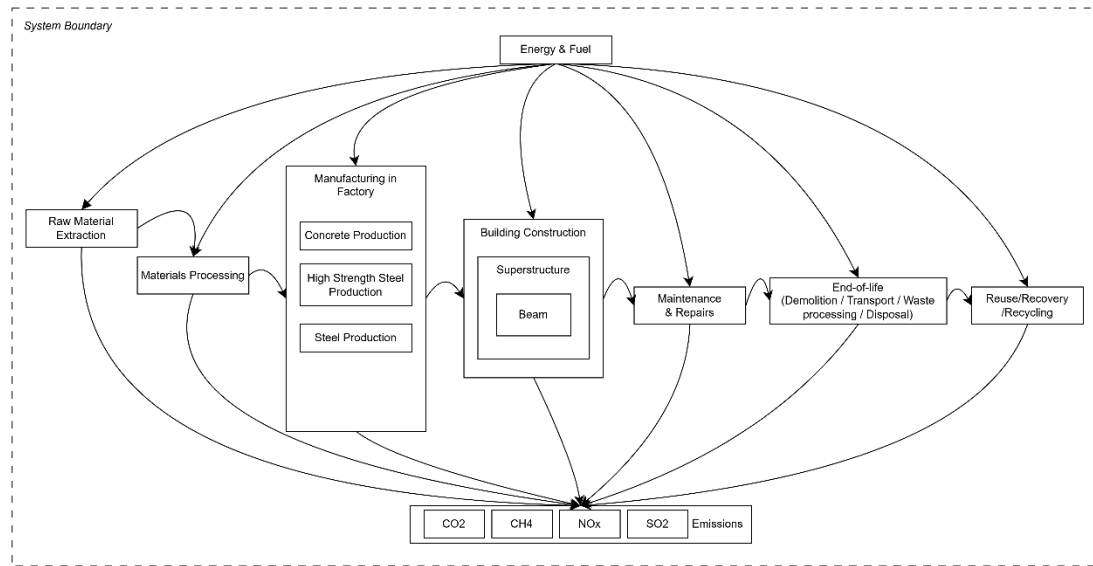 System Boundary
Energy & Fuel
Raw Material
Extraction
Materials Processing
Manufacturing in
Factory
Concrete Production
High Strength Steel
Production
Steel Production
Building Construction
Superstructure
Beam
Maintenance
& Repairs
End-of-life
(Demolition / Transport / Waste
processing / Disposal)
Reuse/Recovery
/Recycling
CO2
CH4
NOx
SO2
Emissions